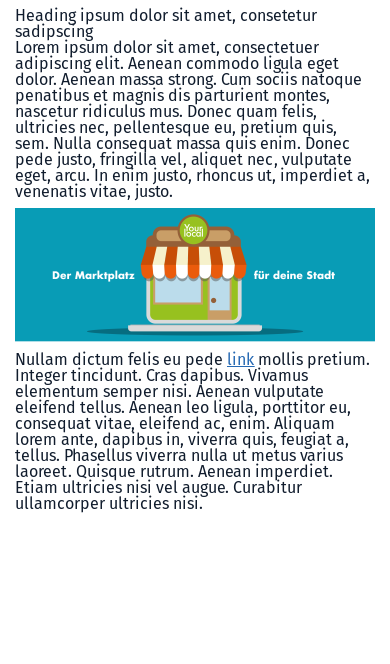 Heading ipsum dolor sit amet, consetetur
sadipscing
Lorem ipsum dolor sit amet, consectetuer
adipiscing elit. Aenean commodo ligula eget
dolor. Aenean massa strong. Cum sociis natoque
penatibus et magnis dis parturient montes,
nascetur ridiculus mus. Donec quam felis,
ultricies nec, pellentesque eu, pretium quis,
sem. Nulla consequat massa quis enim. Donec
pede justo, fringilla vel, aliquet nec, vulputate
eget, arcu. In enim justo, rhoncus ut, imperdiet a,
venenatis vitae, justo.
Your
local
Der Marktplatz für deine Stadt
Nullam dictum felis eu pede link mollis pretium.
Integer tincidunt. Cras dapibus. Vivamus
elementum semper nisi. Aenean vulputate
eleifend tellus. Aenean leo ligula, porttitor eu,
consequat vitae, eleifend ac, enim. Aliquam
lorem ante, dapibus in, viverra quis, feugiat a,
tellus. Phasellus viverra nulla ut metus varius
laoreet. Quisque rutrum. Aenean imperdiet.
Etiam ultricies nisi vel augue. Curabitur
ullamcorper ultricies nisi.